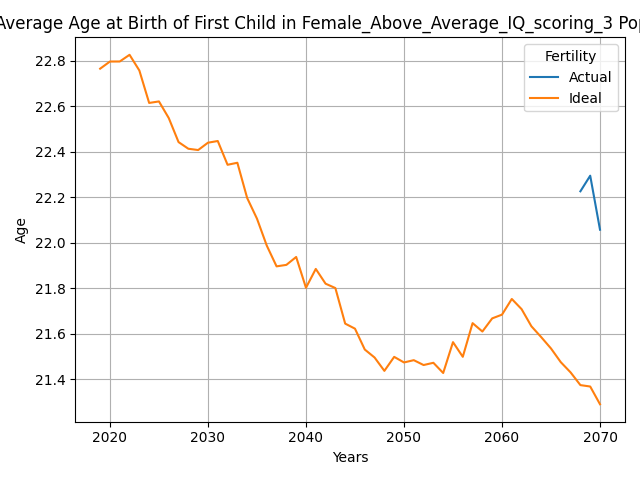 Average Age at Birth of First Child in Female_Above_Average_IQ_scoring_3
Fertility
Actual
Ideal
22.8
22.6
22.4
22.2
22.0
21.8
21.6
21.4
Age
2020 2030 2040 2050 2060 2070
Years